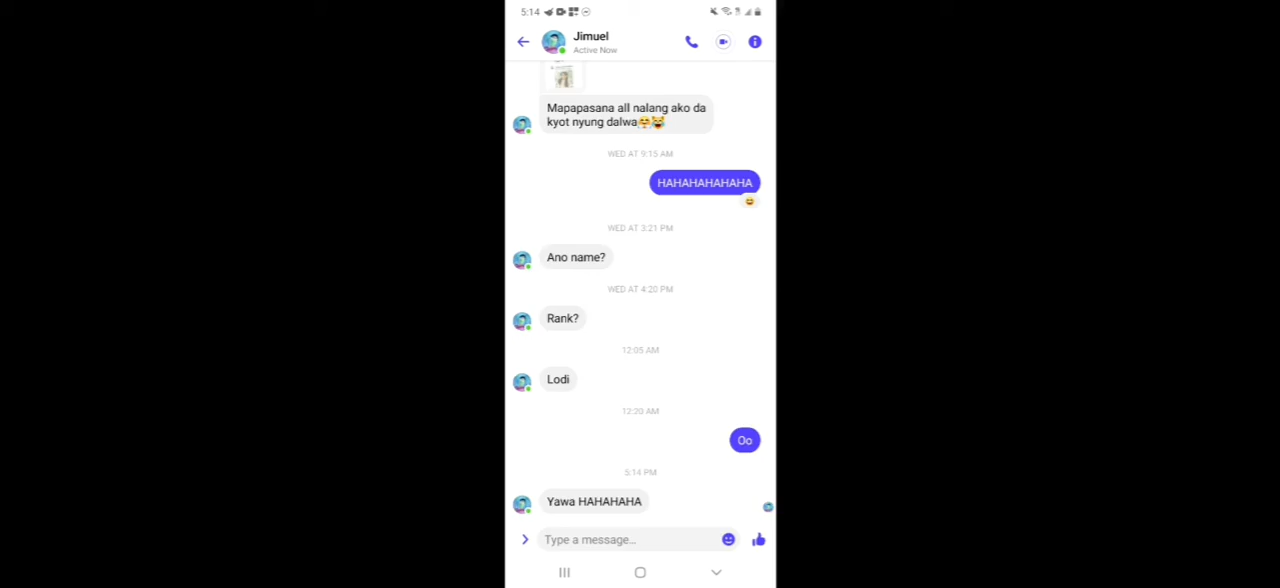 5:14
Jimuel
Active Now
Mapapasana all nalang ako da
kyot nyung dalwa🤧😹
WED AT 9:15 AM
HAHAHAHAHAHA
😆
WED AT 3:21 PM
Ano name?
WED AT 4:20 PM
Rank?
12:05 AM
Lodi
12:20 AM
Oo
5:14 PM
Yawa HAHAHAHA
Type a message...